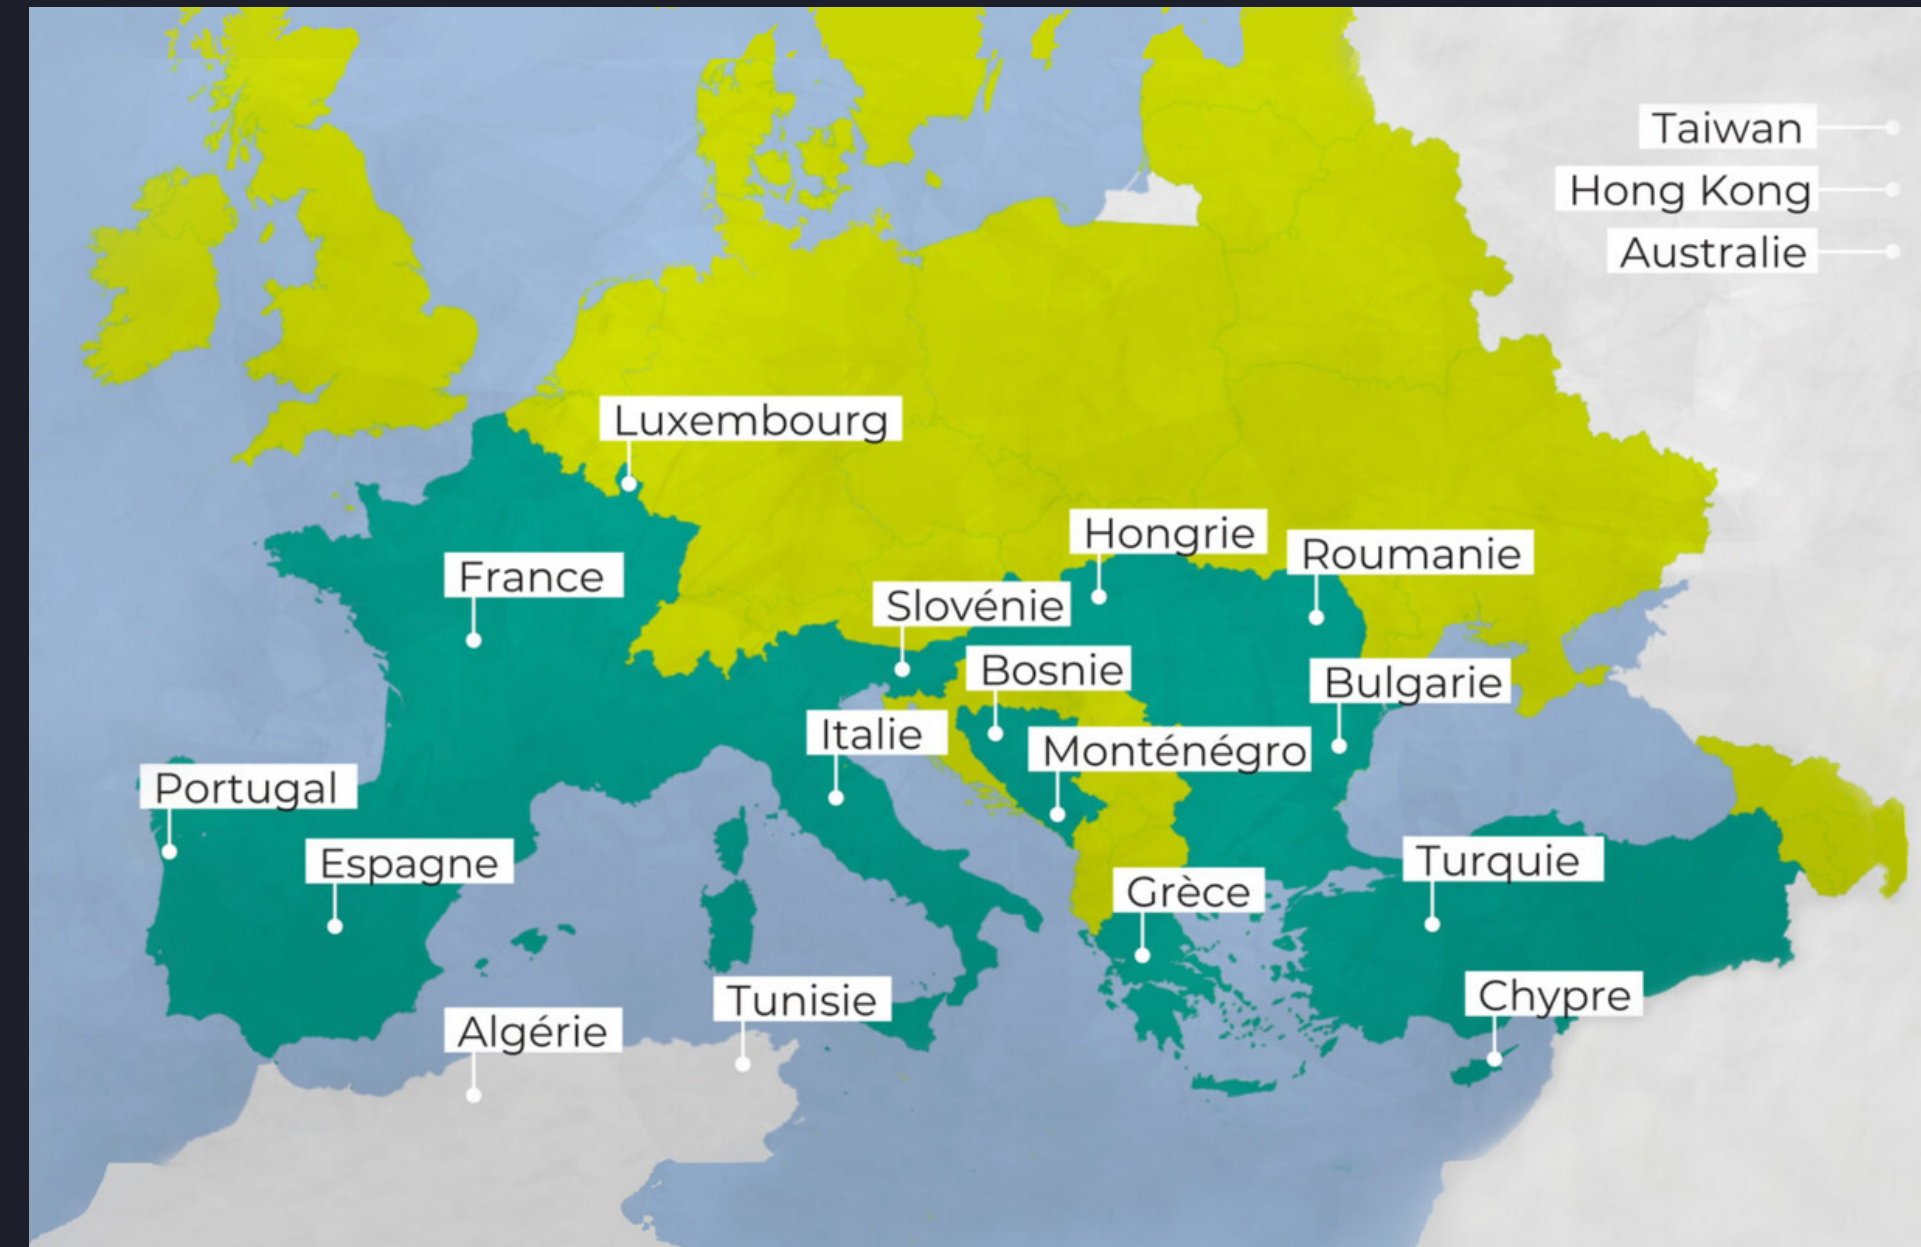 Taiwan
Hong Kong
Australie
Luxembourg
Hongrie
Roumanie
France
Slovénie
Bosnie
Bulgarie
Italie
Monténégro
Portugal
Espagne
Turquie
Grèce
Chypre
Tunisie
Algérie